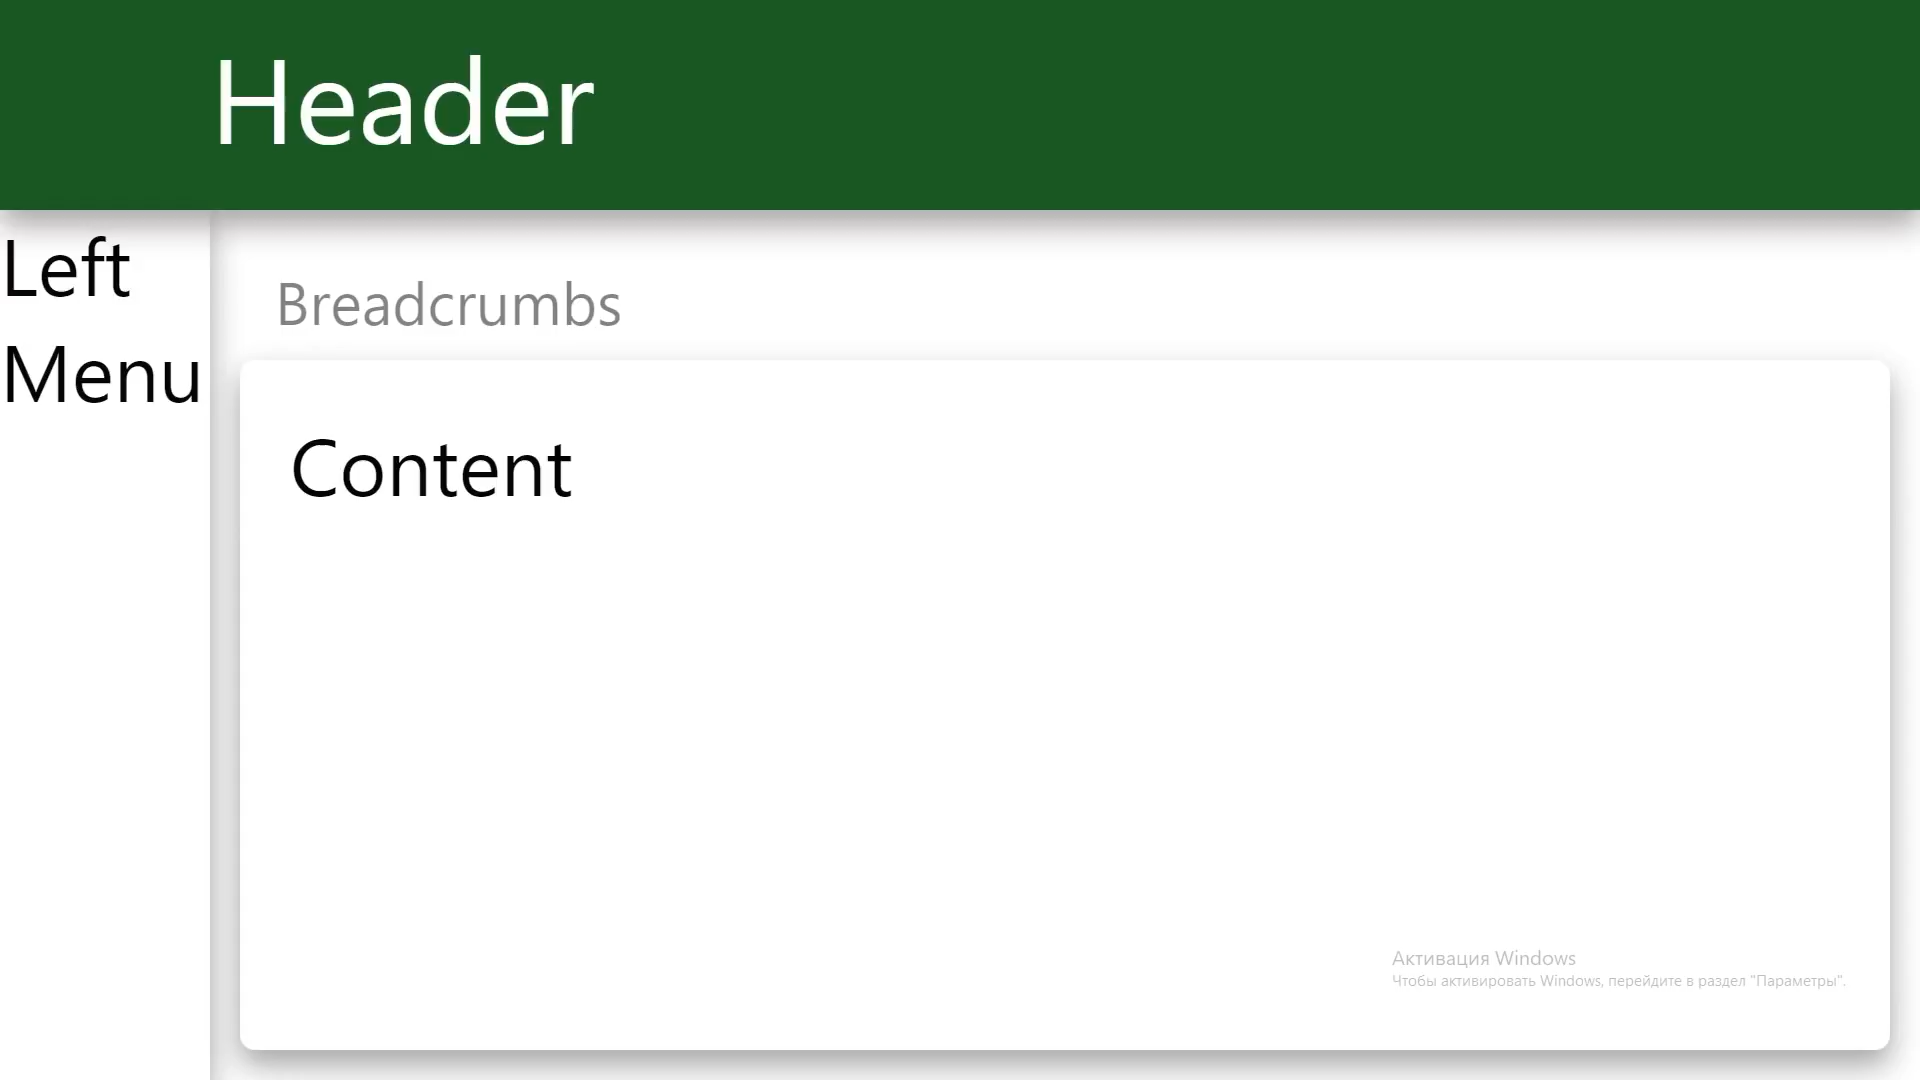 Header
Left
Menu
Breadcrumbs
Content
Активация Windows
Чтобы активировать Windows, перейдите в раздел "Параметры".